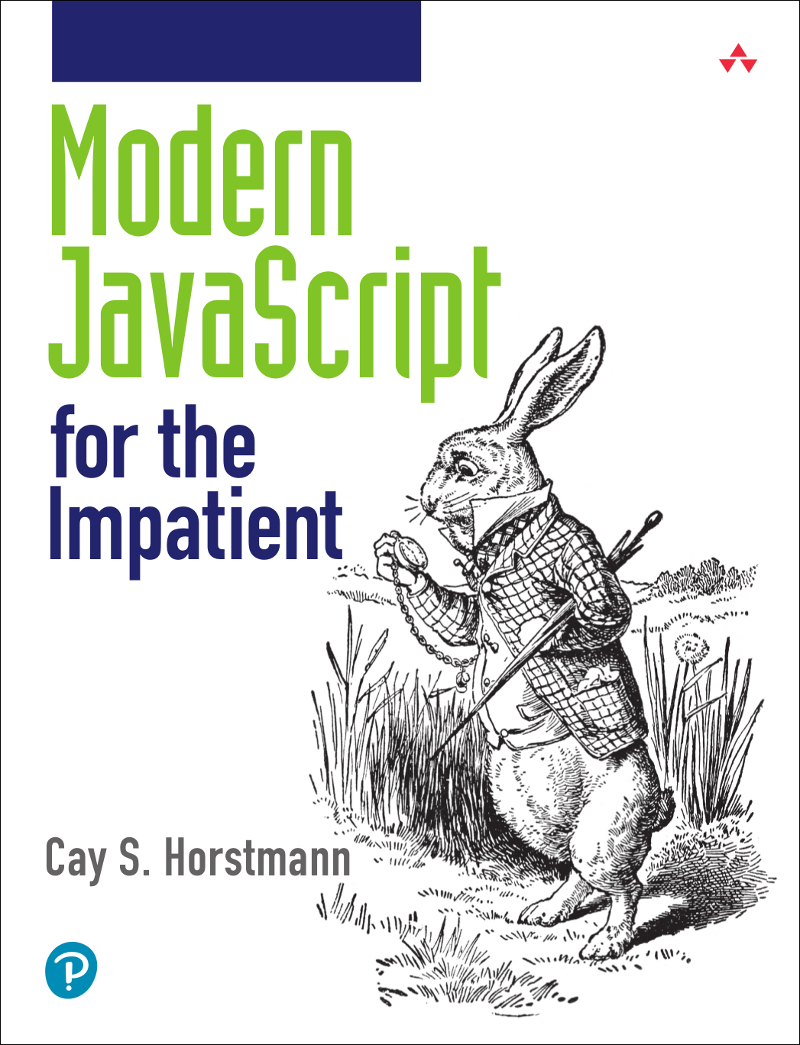 Modern
JavaScript
for the
Impatient
Cay S. Horstmann